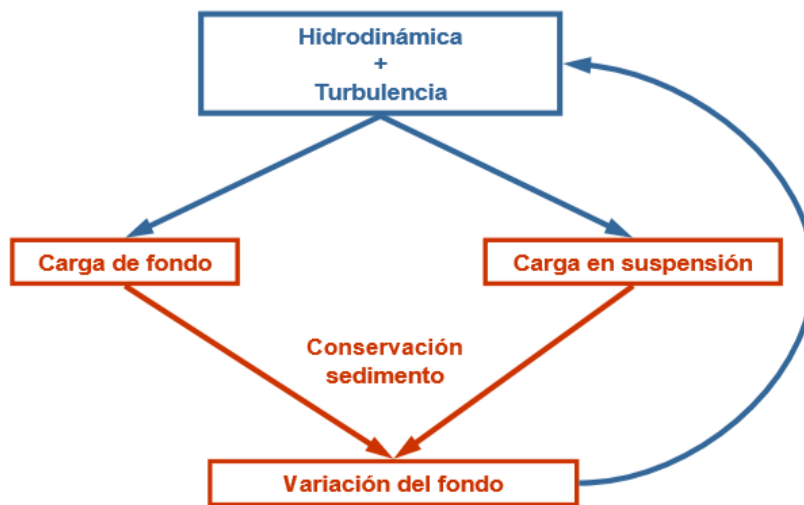 Hidrodinámica
+
Turbulencia
Carga de fondo
Carga en suspensión
Conservación
sedimento
Variación del fondo